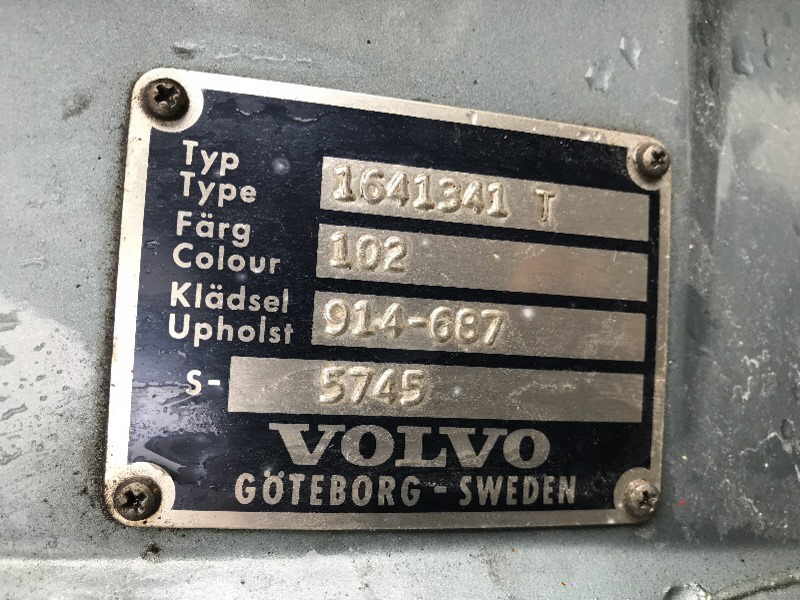 Typ
Type 1641341 T
Färg
Colour 102
Klädsel
Upholst 914-687
S- 5745
VOLVO
GÖTEBORG - SWEDEN